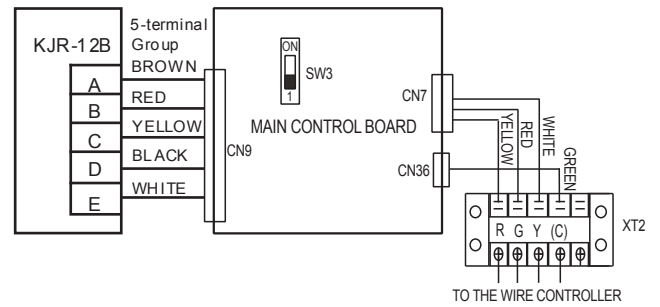 KJR-12B
5-terminal
Group
A
BROWN
B
RED
C
YELLOW
D
BLACK
E
WHITE
CN9
ON
1
SW3
MAIN CONTROL BOARD
CN7
CN36
YELLOW
RED
WHITE
GREEN
R G Y (C)
XT2
TO THE WIRE CONTROLLER